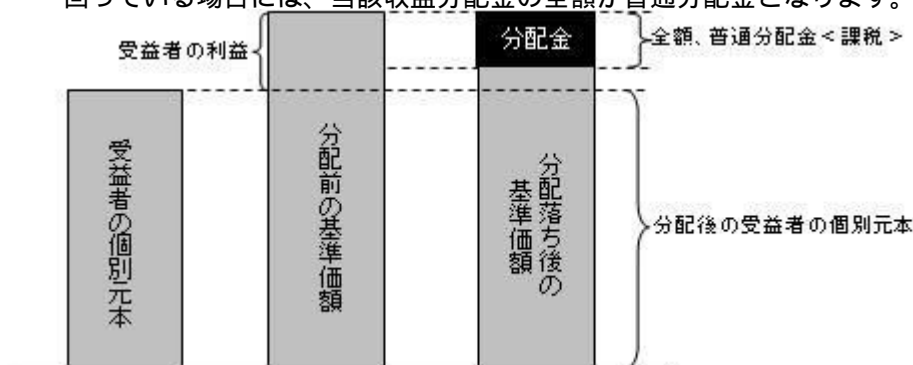 回っている場合には、当該収益分配金の全額が普通分配金となります。
受益者の利益
分配金
全額、普通分配金<課税>
受益者の個別元本
分配前の基準価額
分配落ち後の
基準価額
分配後の受益者の個別元本